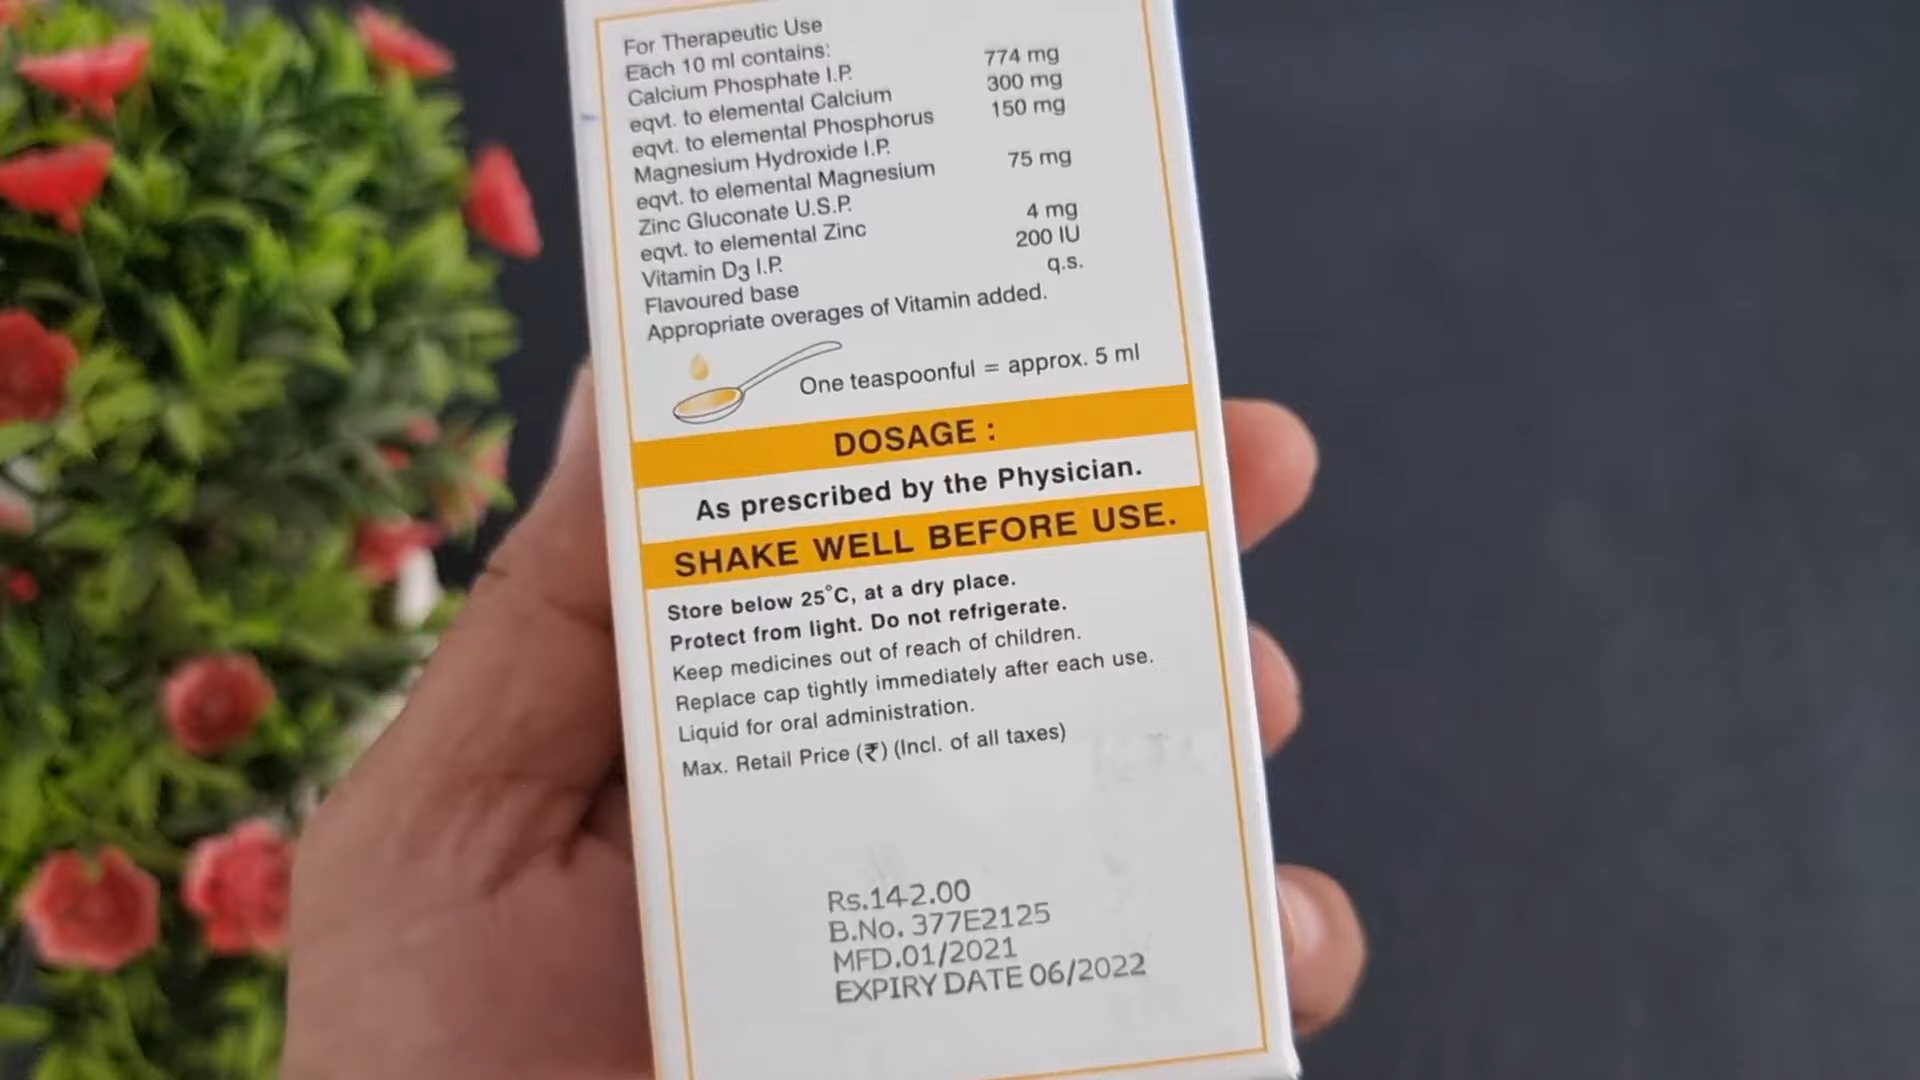 For Therapeutic Use
Each 10 ml contains:
Calcium Phosphate I.P. 774 mg
eqvt. to elemental Calcium 300 mg
eqvt. to elemental Phosphorus 150 mg
Magnesium Hydroxide I.P.
eqvt. to elemental Magnesium 75 mg
Zinc Gluconate U.S.P.
eqvt. to elemental Zinc 4 mg
Vitamin D3 I.P. 200 IU
Flavoured base q.s.
Appropriate overages of Vitamin added.
One teaspoonful = approx. 5 ml
DOSAGE :
As prescribed by the Physician.
SHAKE WELL BEFORE USE.
Store below 25°C, at a dry place.
Protect from light. Do not refrigerate.
Keep medicines out of reach of children.
Replace cap tightly immediately after each use.
Liquid for oral administration.
Max. Retail Price (₹) (Incl. of all taxes)
Rs.142.00
B.No. 377E2125
MFD.01/2021
EXPIRY DATE 06/2022